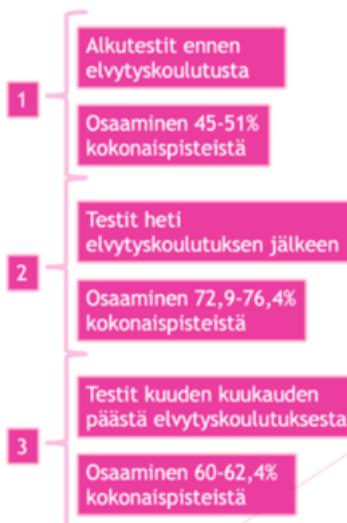 Alkutestit ennen
elvytyskoulutusta
1
Osaaminen 45-51%
kokonaispisteistä
Testit heti
elvytyskoulutuksen jälkeen
2
Osaaminen 72,9-76,4%
kokonaispisteistä
Testit kuuden kuukauden
päästä elvytyskoulutuksesta
3
Osaaminen 60-62,4%
kokonaispisteistä